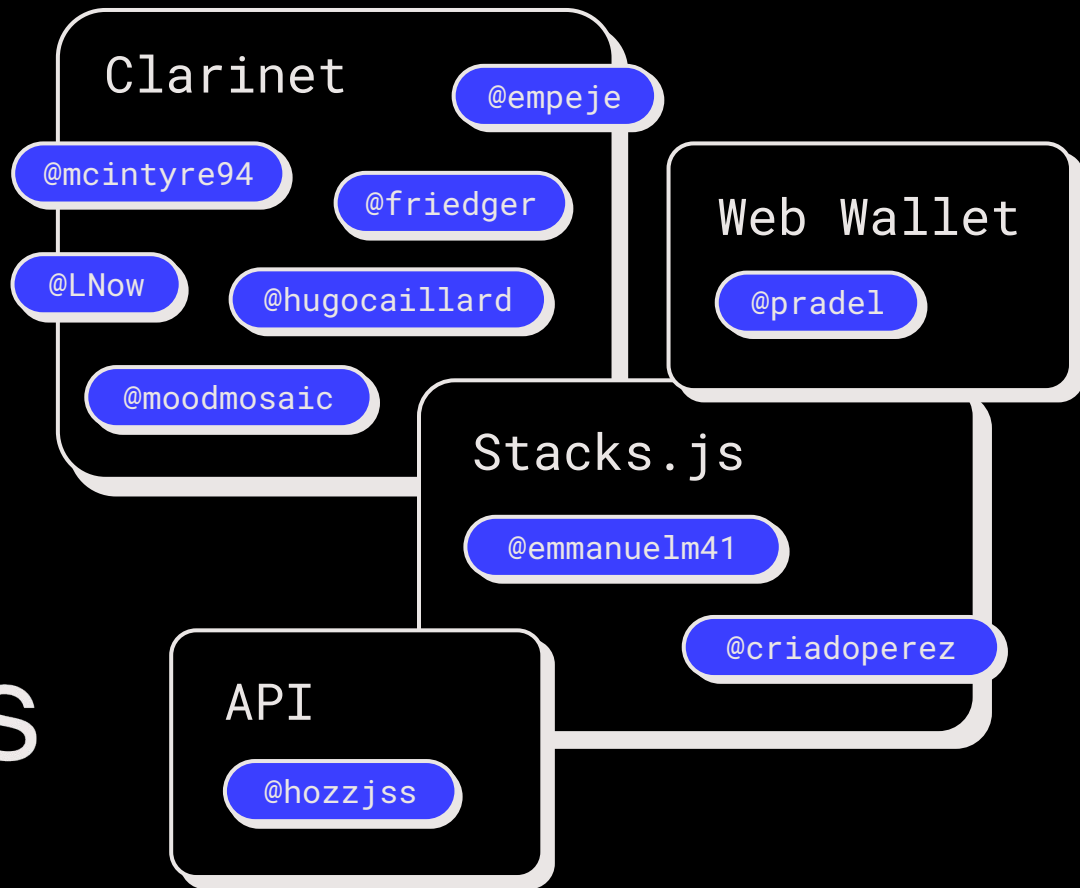 Clarinet
@empeje
@mcintyre94
@friedger
@LNow
@hugocaillard
@moodmosaic
Web Wallet
@pradel
Stacks.js
@emmanuelm41
@criadoperez
s
API
@hozzjss